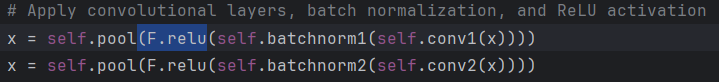 # Apply convolutional layers, batch normalization, and ReLU activation
x = self.pool(F.relu(self.batchnorm1(self.conv1(x))))
x = self.pool(F.relu(self.batchnorm2(self.conv2(x))))